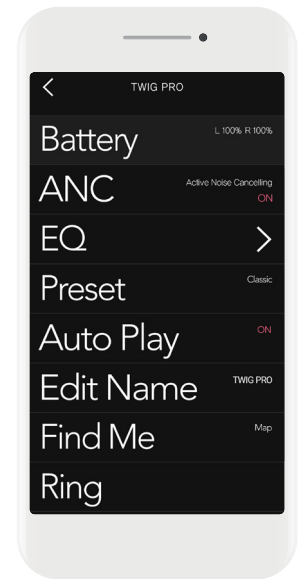 TWIG PRO
Battery L 100% R 100%
ANC Active Noise Cancelling
ON
EQ
Preset Classic
Auto Play ON
Edit Name TWIG PRO
Find Me Map
Ring